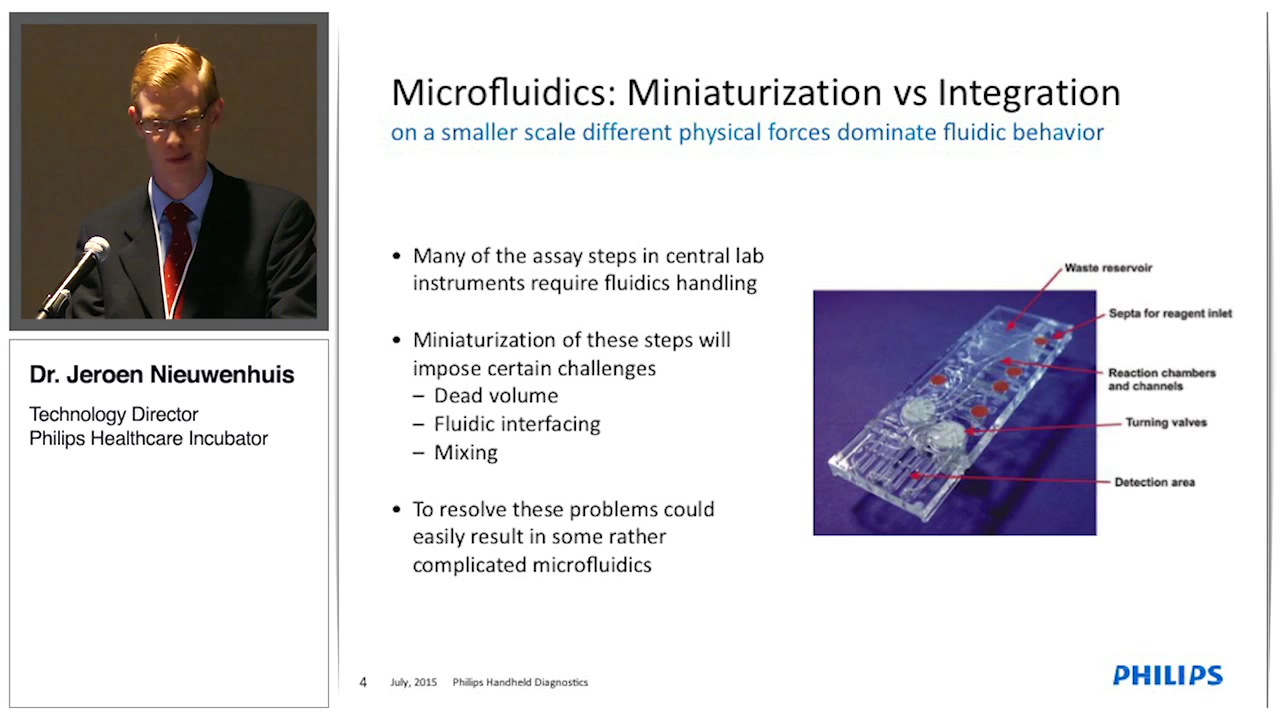 Dr. Jeroen Nieuwenhuis
Technology Director
Philips Healthcare Incubator
Microfluidics: Miniaturization vs Integration
on a smaller scale different physical forces dominate fluidic behavior
• Many of the assay steps in central lab
instruments require fluidics handling
• Miniaturization of these steps will
impose certain challenges
– Dead volume
– Fluidic interfacing
– Mixing
• To resolve these problems could
easily result in some rather
complicated microfluidics
Waste reservoir
Septa for reagent inlet
Reaction chambers
and channels
Turning valves
Detection area
4 July, 2015 Philips Handheld Diagnostics
PHILIPS